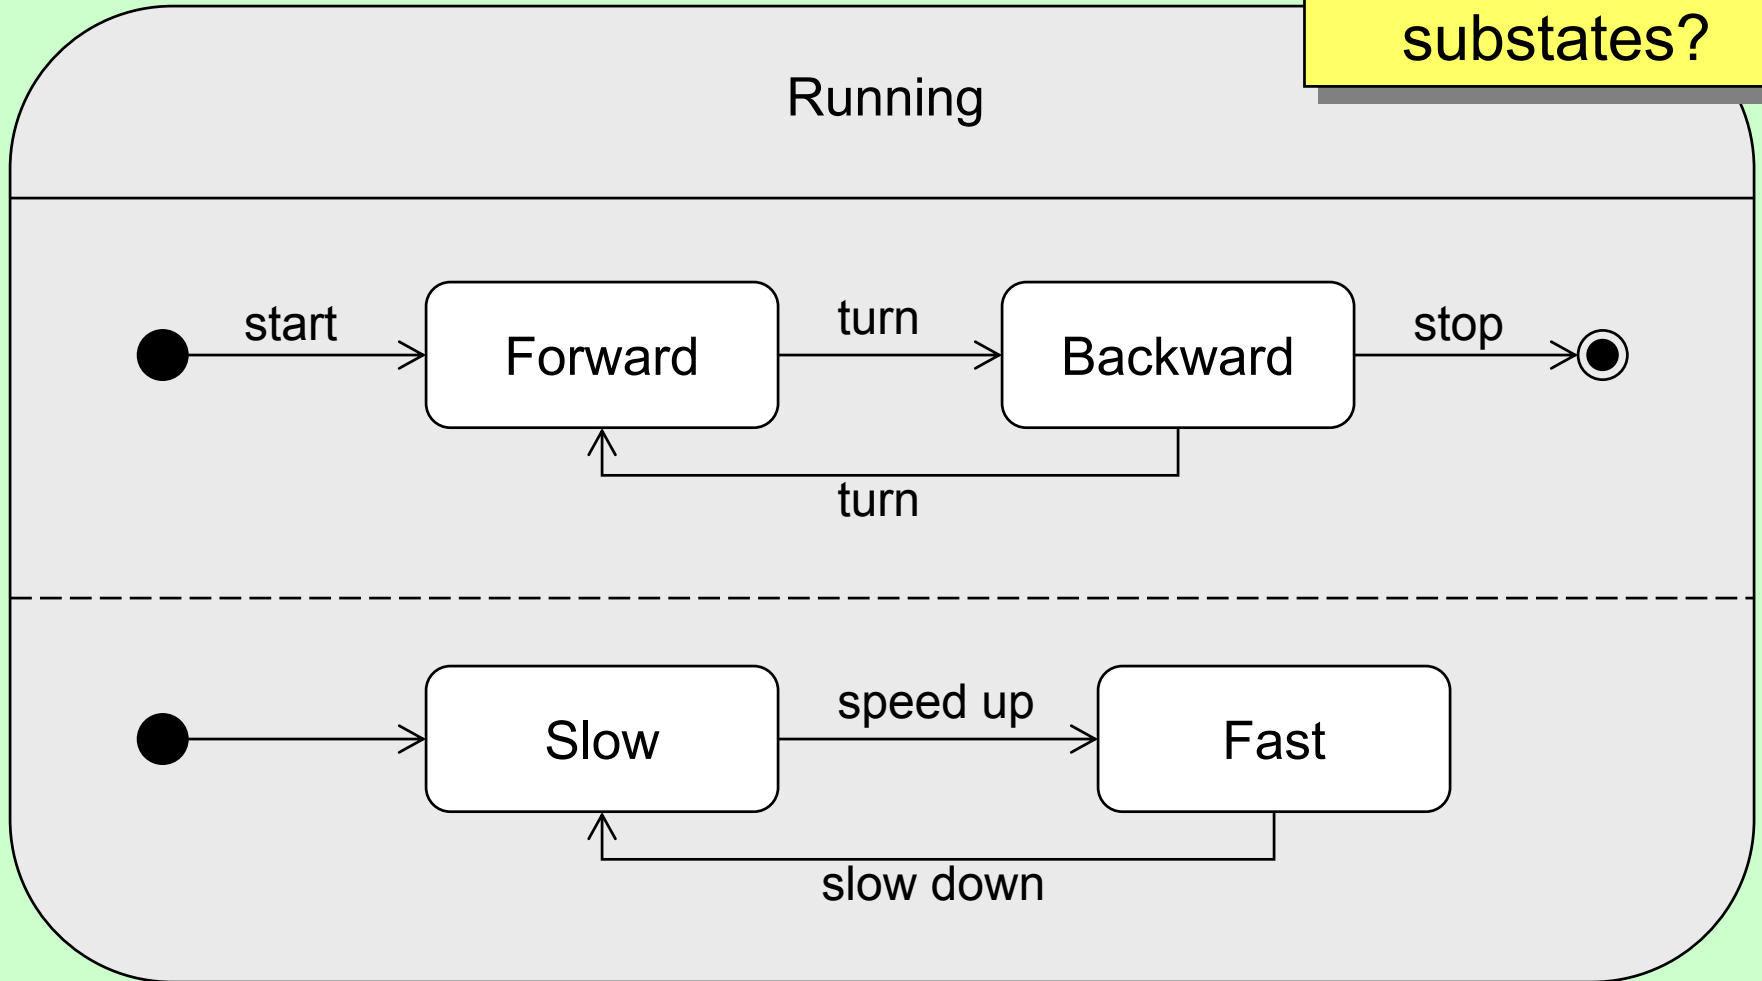 substates?
Running
start
Forward
turn
Backward
stop
turn
Slow
speed up
Fast
slow down